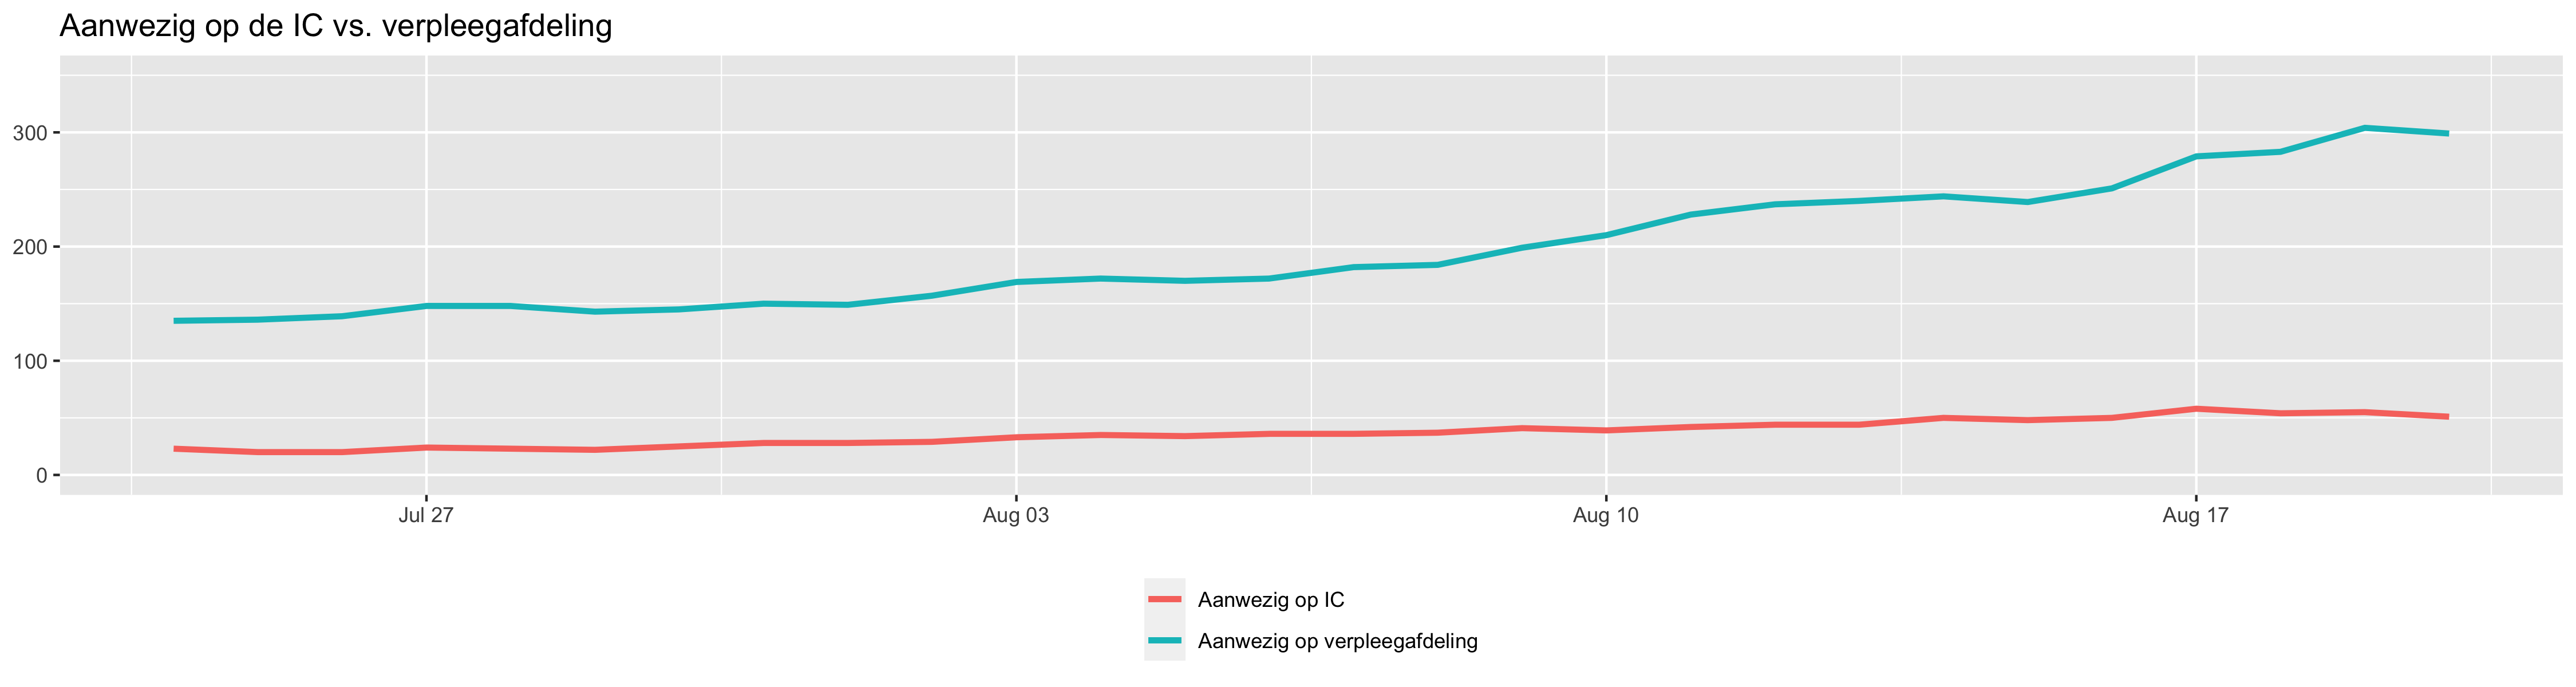 Aanwezig op de IC vs. verpleegafdeling
300
200
100
0
Jul 27 Aug 03 Aug 10 Aug 17
Aanwezig op IC
Aanwezig op verpleegafdeling